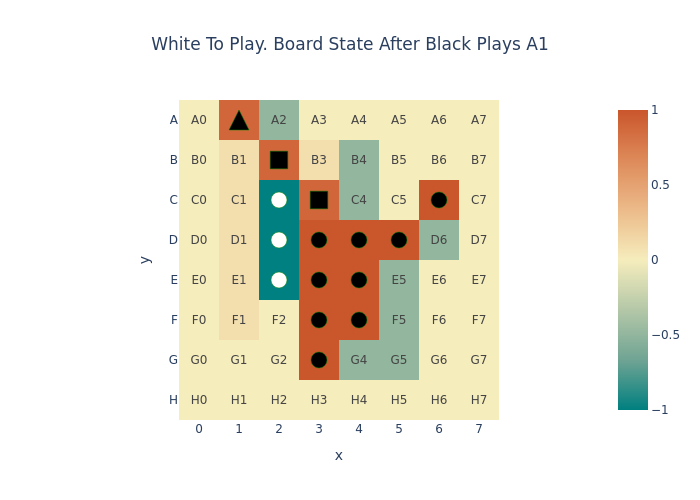 White To Play. Board State After Black Plays A1
A A0 A2 A3 A4 A5 A6 A7
B B0 B1 B3 B4 B5 B6 B7
C C0 C1 C4 C5 C7
D D0 D1 D6 D7
E E0 E1 E5 E6 E7
F F0 F1 F2 F5 F6 F7
G G0 G1 G2 G4 G5 G6 G7
H H0 H1 H2 H3 H4 H5 H6 H7
0 1 2 3 4 5 6 7
x
y
1
0.5
0
−0.5
−1